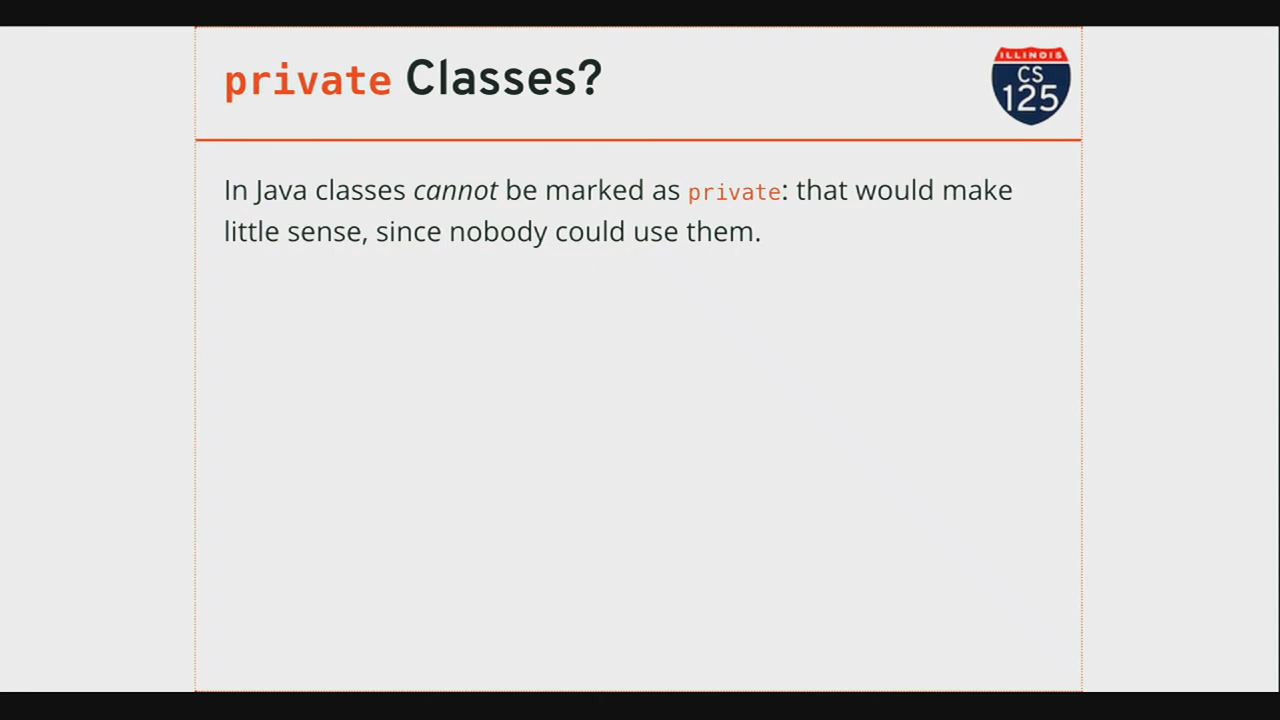 private Classes?
ILLINOIS
CS
125
In Java classes cannot be marked as private: that would make
little sense, since nobody could use them.